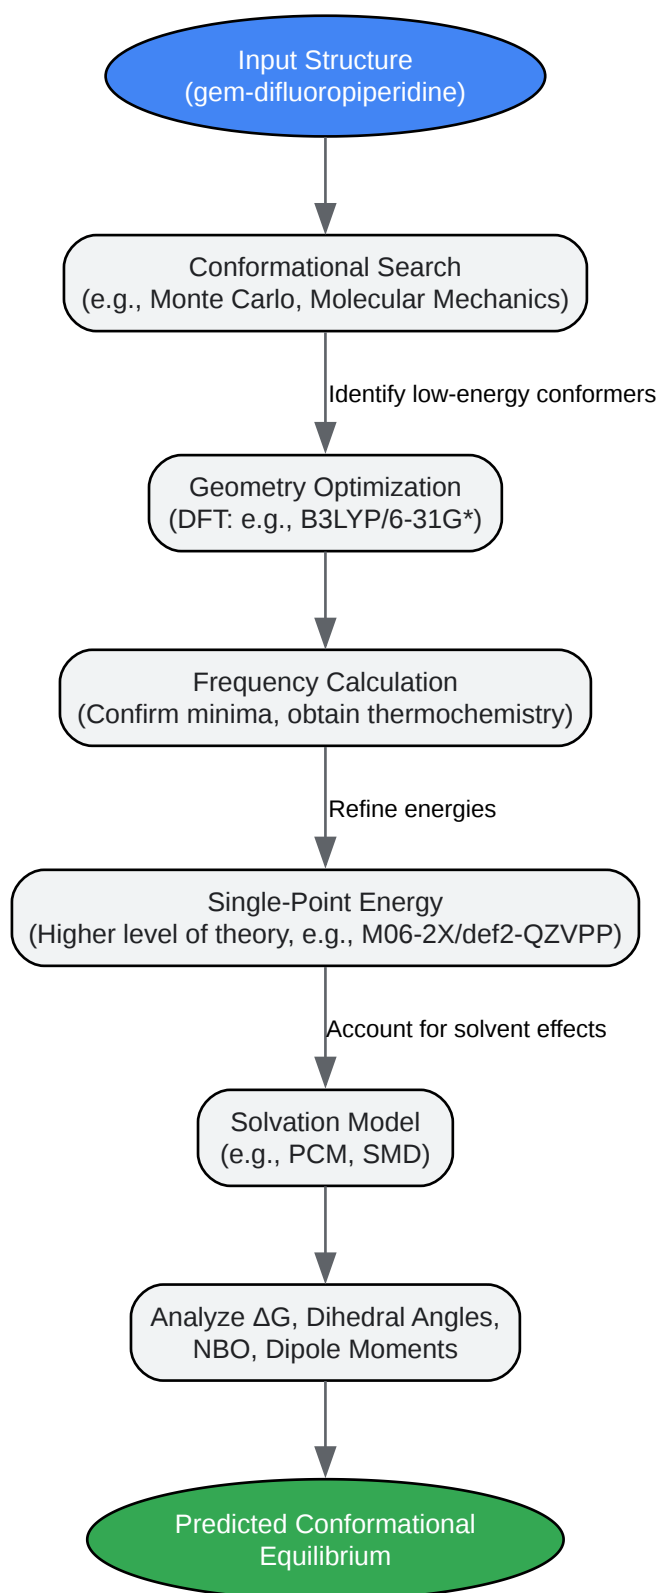 Input Structure
(gem-difluoropiperidine)
Conformational Search
(e.g., Monte Carlo, Molecular Mechanics)
Identify low-energy conformers
Geometry Optimization
(DFT: e.g., B3LYP/6-31G*)
Frequency Calculation
(Confirm minima, obtain thermochemistry)
Refine energies
Single-Point Energy
(Higher level of theory, e.g., M06-2X/def2-QZVPP)
Account for solvent effects
Solvation Model
(e.g., PCM, SMD)
Analyze ΔG, Dihedral Angles,
NBO, Dipole Moments
Predicted Conformational
Equilibrium